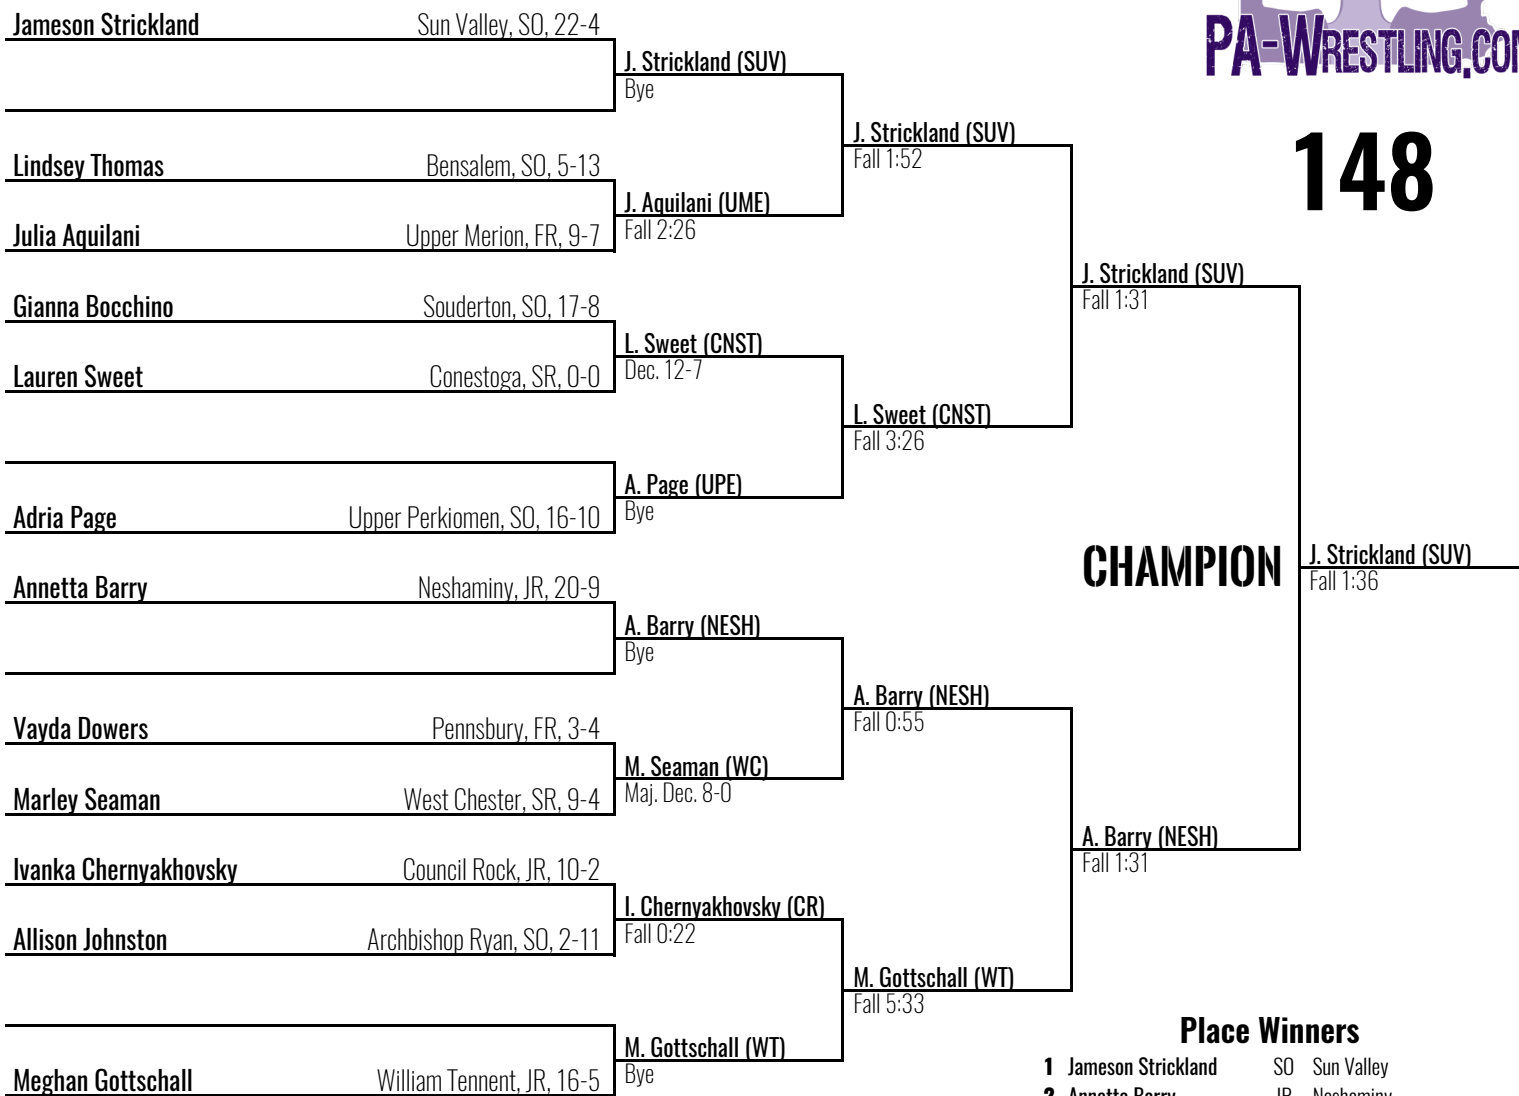 PA-WRESTLING.CO
148
Jameson Strickland Sun Valley, SO, 22-4
J. Strickland (SUV)
Bye
J. Strickland (SUV)
Fall 1:52
Lindsey Thomas Bensalem, SO, 5-13
J. Aquilani (UME)
Fall 2:26
Julia Aquilani Upper Merion, FR, 9-7
J. Strickland (SUV)
Fall 1:31
Gianna Bocchino Souderton, SO, 17-8
L. Sweet (CNST)
Dec. 12-7
Lauren Sweet Conestoga, SR, 0-0
L. Sweet (CNST)
Fall 3:26
A. Page (UPE)
Bye
Adria Page Upper Perkiomen, SO, 16-10
CHAMPION
J. Strickland (SUV)
Fall 1:36
Annetta Barry Neshaminy, JR, 20-9
A. Barry (NESH)
Bye
A. Barry (NESH)
Fall 0:55
Vayda Dowers Pennsbury, FR, 3-4
M. Seaman (WC)
Maj. Dec. 8-0
Marley Seaman West Chester, SR, 9-4
A. Barry (NESH)
Fall 1:31
Ivanka Chernyakhovsky Council Rock, JR, 10-2
I. Chernyakhovsky (CR)
Fall 0:22
Allison Johnston Archbishop Ryan, SO, 2-11
M. Gottschall (WT)
Fall 5:33
M. Gottschall (WT)
Bye
Meghan Gottschall William Tennent, JR, 16-5
Place Winners
1 Jameson Strickland SO Sun Valley
2 Annetta Barry JR Neshaminy